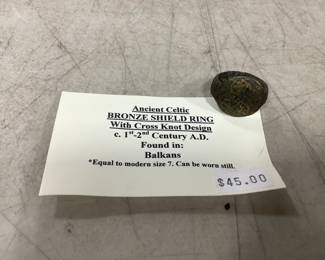 Ancient Celtic
BRONZE SHIELD RING
With Cross Knot Design
c. 1st-2nd Century A.D.
Found in:
Balkans
*Equal to modern size 7. Can be worn still.
$45.00